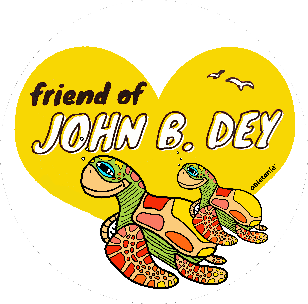 friend of
JOHN B. DEY